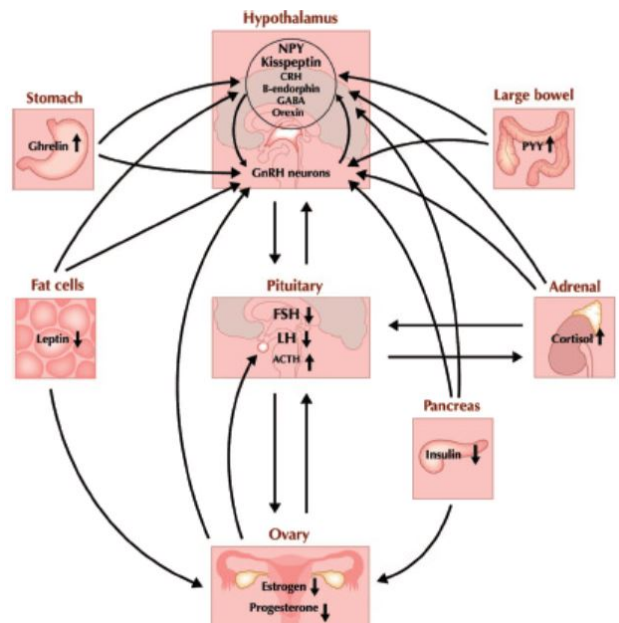 Hypothalamus
NPY
Kisspeptin
CRH
B-endorphin
GABA
Orexin
GnRH neurons
Stomach
Ghrelin
Large bowel
PYY
Fat cells
Leptin
Pituitary
FSH
LH
ACTH
Adrenal
Cortisol
Pancreas
Insulin
Ovary
Estrogen
Progesterone